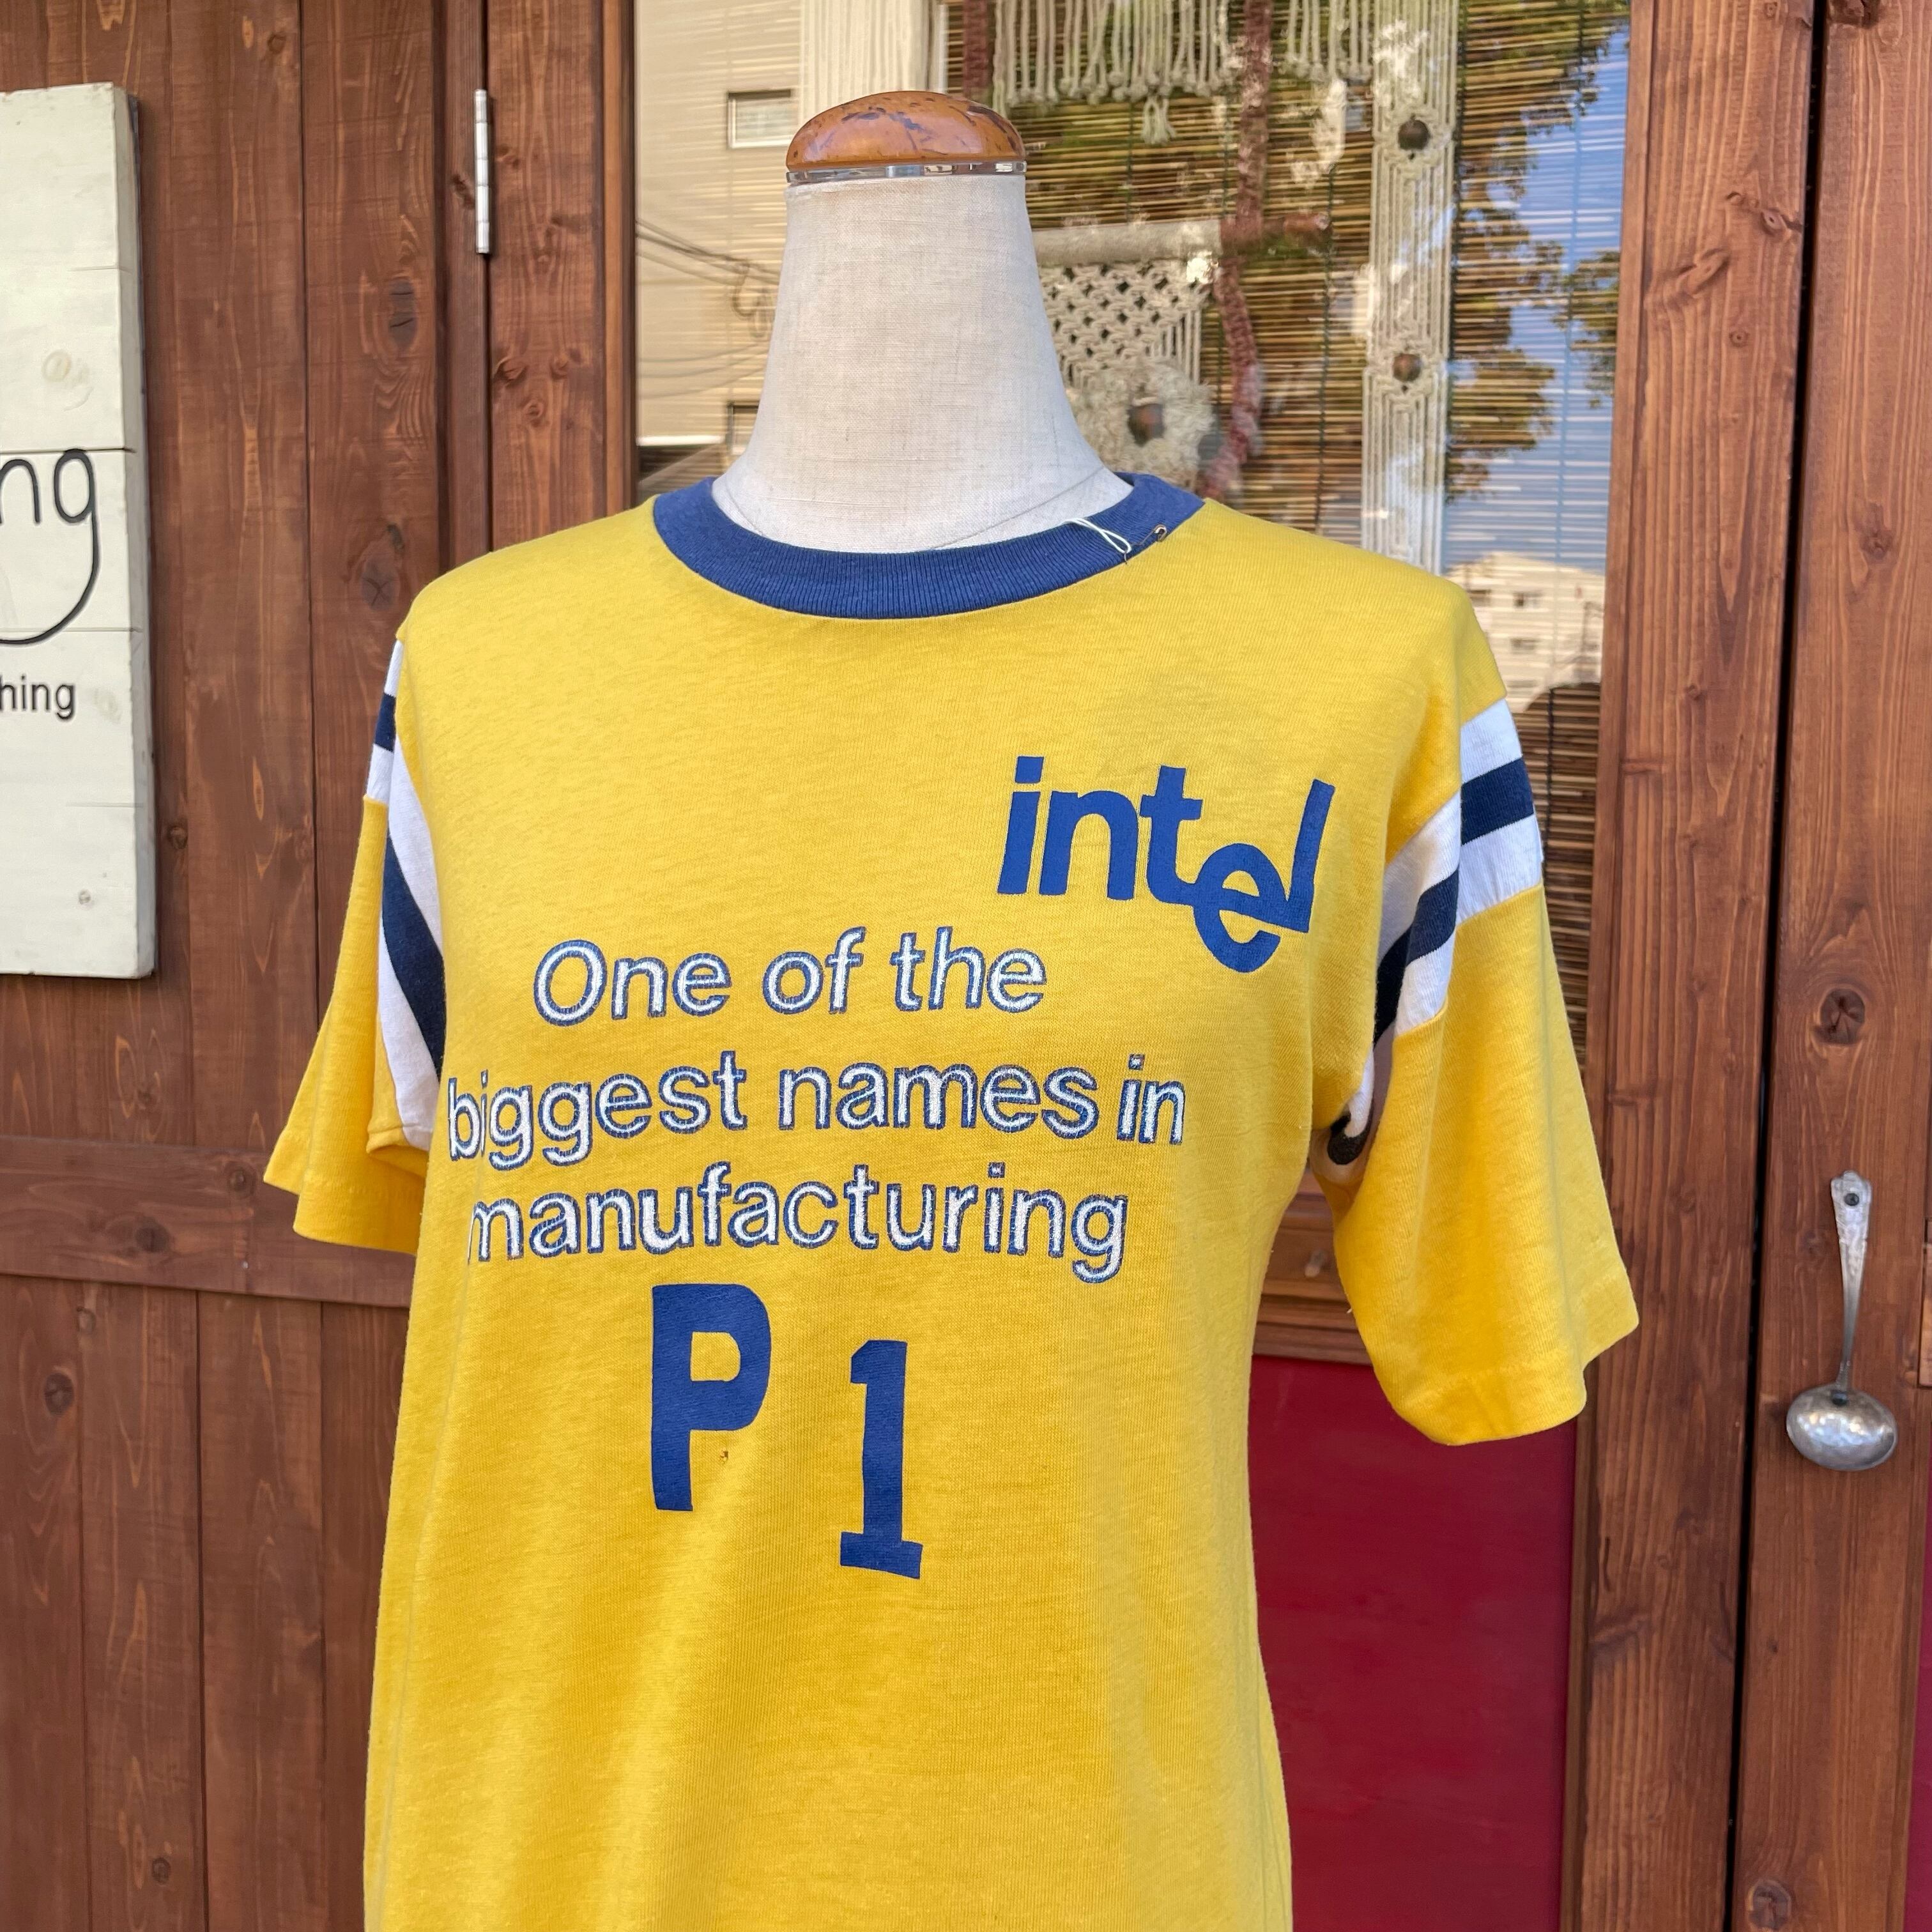 intel
One of the
biggest names in
manufacturing
P 1
ng
hing